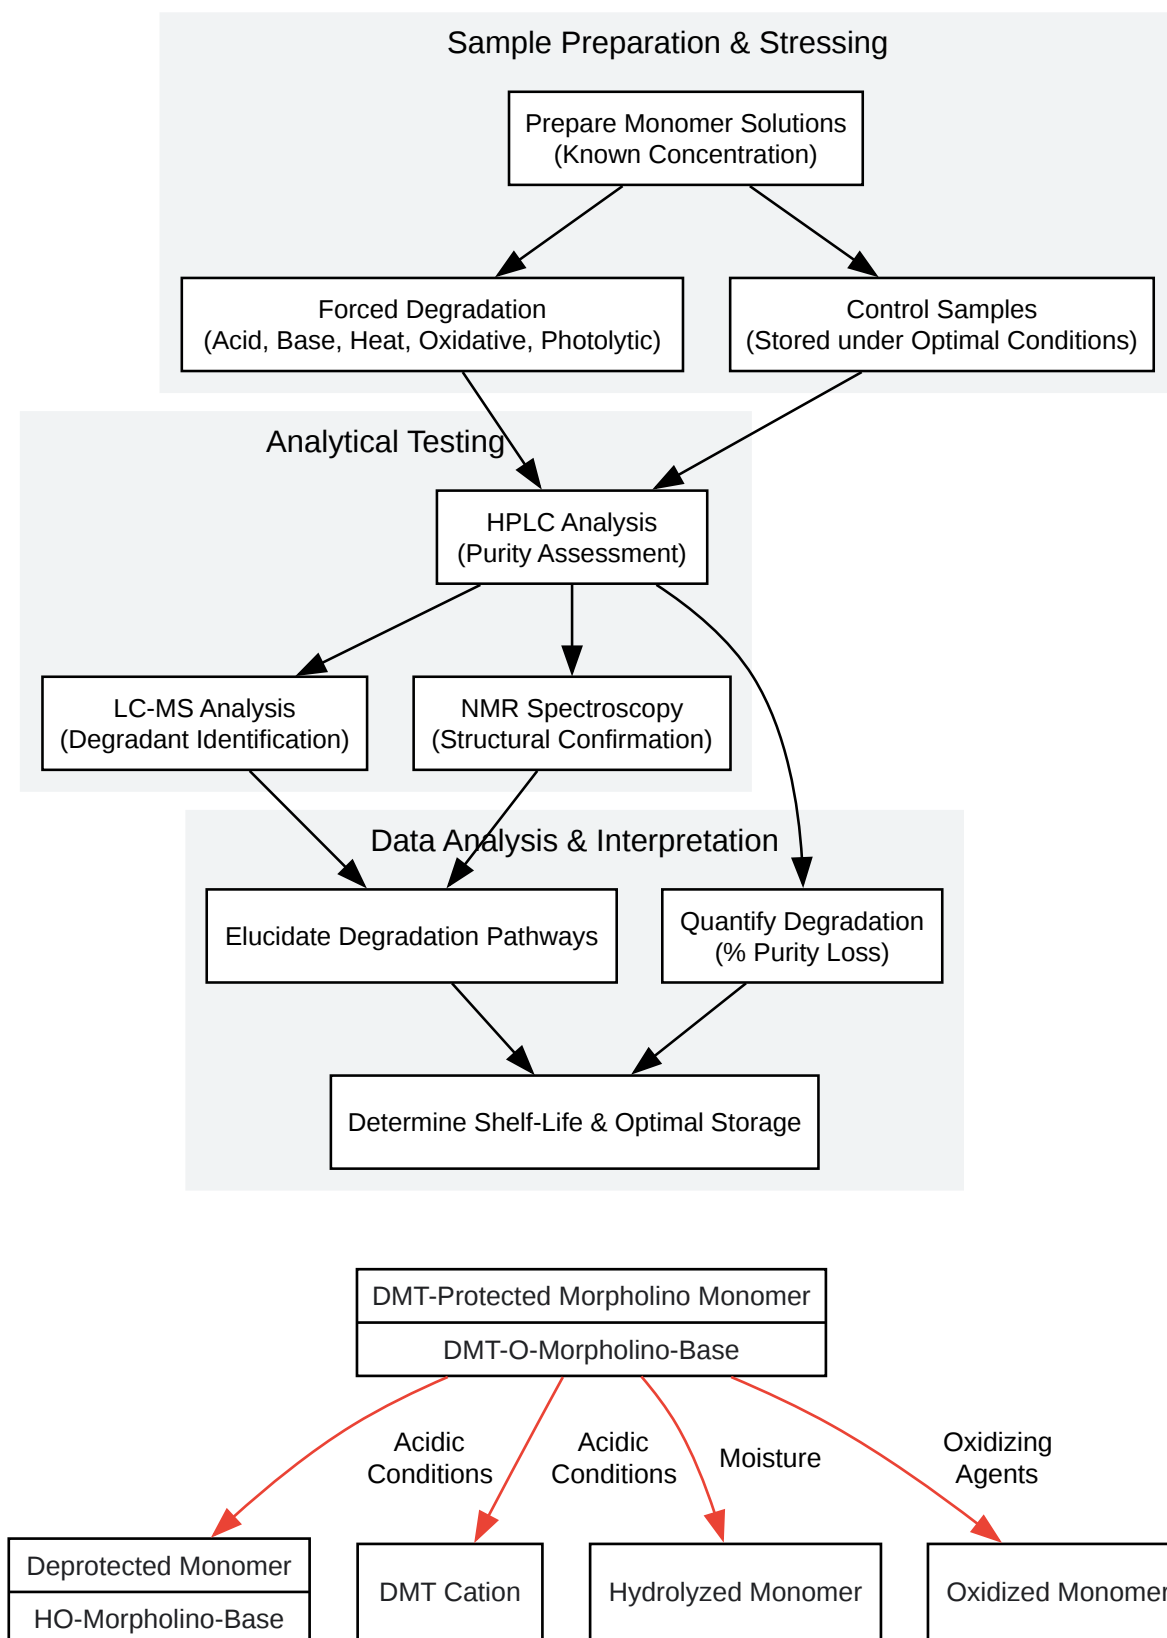 Sample Preparation & Stressing
Prepare Monomer Solutions
(Known Concentration)
Forced Degradation
(Acid, Base, Heat, Oxidative, Photolytic)
Control Samples
(Stored under Optimal Conditions)
Analytical Testing
HPLC Analysis
(Purity Assessment)
LC-MS Analysis
(Degradant Identification)
NMR Spectroscopy
(Structural Confirmation)
Data Analysis & Interpretation
Elucidate Degradation Pathways
Quantify Degradation
(% Purity Loss)
Determine Shelf-Life & Optimal Storage
DMT-Protected Morpholino Monomer
DMT-O-Morpholino-Base
Acidic
Conditions
Acidic
Conditions
Moisture
Oxidizing
Agents
Deprotected Monomer
HO-Morpholino-Base
DMT Cation
Hydrolyzed Monomer
Oxidized Monomer